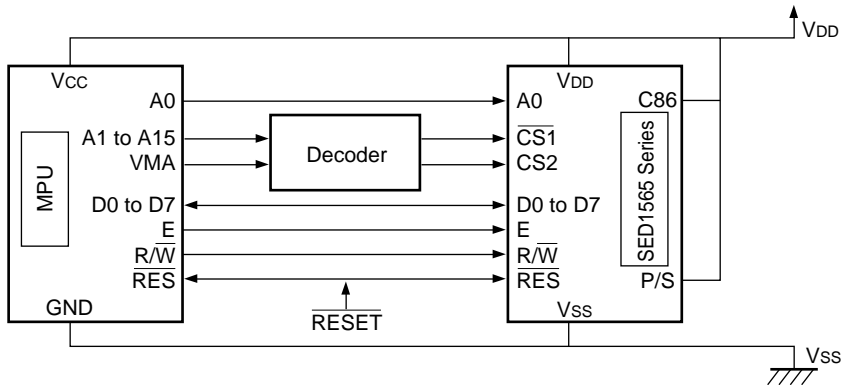 VDD
VCC
VDD
A0
A0
C86
A1 to A15
Decoder
CS1
VMA
CS2
MPU
SED1565 Series
D0 to D7
D0 to D7
E
E
R/W
R/W
RES
RES
P/S
GND
RESET
VSS
VSS